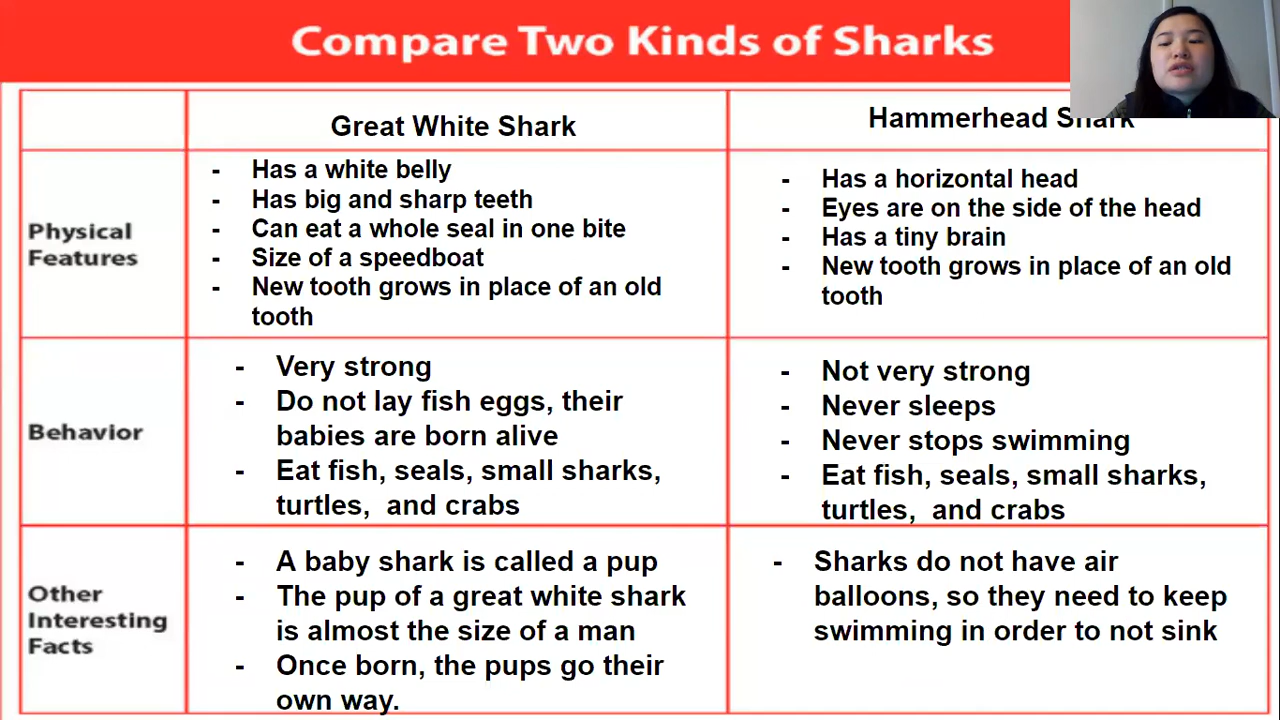 Compare Two Kinds of Sharks
Great White Shark
Hammerhead Shark
Physical
Features
- Has a white belly
- Has big and sharp teeth
- Can eat a whole seal in one bite
- Size of a speedboat
- New tooth grows in place of an old
tooth
- Has a horizontal head
- Eyes are on the side of the head
- Has a tiny brain
- New tooth grows in place of an old
tooth
Behavior
- Very strong
- Do not lay fish eggs, their
babies are born alive
- Eat fish, seals, small sharks,
turtles, and crabs
- Not very strong
- Never sleeps
- Never stops swimming
- Eat fish, seals, small sharks,
turtles, and crabs
Other
Interesting
Facts
- A baby shark is called a pup
- The pup of a great white shark
is almost the size of a man
- Once born, the pups go their
own way.
- Sharks do not have air
balloons, so they need to keep
swimming in order to not sink